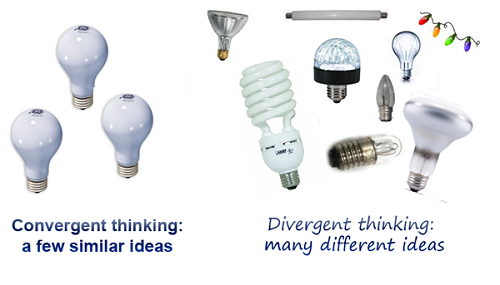 Convergent thinking:
a few similar ideas
Divergent thinking:
many different ideas